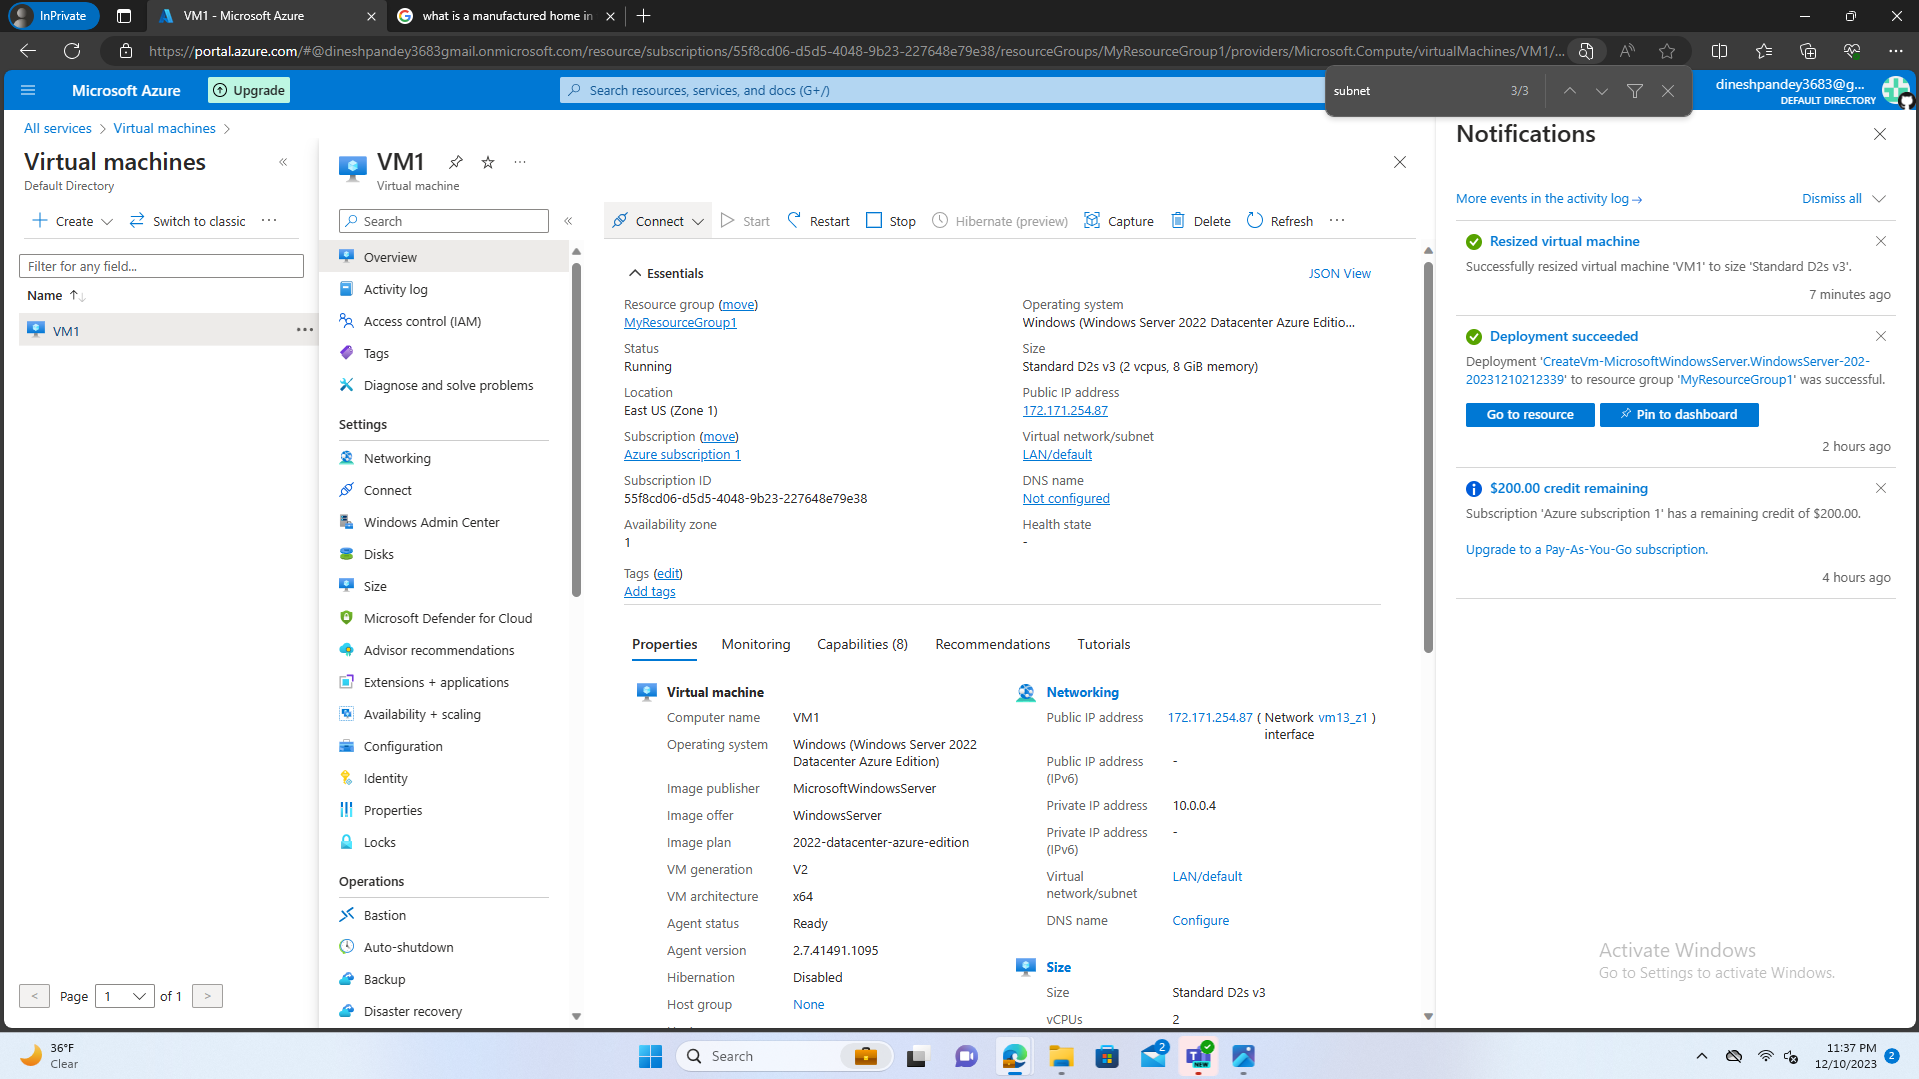 InPrivate
VM1 - Microsoft Azure
what is a manufactured home in
https://portal.azure.com/#@dineshpandey3683gmail.onmicrosoft.com/resource/subscriptions/55f8cd06-d5d5-4048-9b23-227648e79e38/resourceGroups/MyResourceGroup1/providers/Microsoft.Compute/virtualMachines/VM1/...
Microsoft Azure
Upgrade
Search resources, services, and docs (G+/)
subnet
3/3
dineshpandey3683@g...
DEFAULT DIRECTORY
All services > Virtual machines >
Virtual machines
Default Directory
Create
Switch to classic
Filter for any field...
Name
VM1
< Page 1 of 1 >
VM1
Virtual machine
Search
Overview
Activity log
Access control (IAM)
Tags
Diagnose and solve problems
Settings
Networking
Connect
Windows Admin Center
Disks
Size
Microsoft Defender for Cloud
Advisor recommendations
Extensions + applications
Availability + scaling
Configuration
Identity
Properties
Locks
Operations
Bastion
Auto-shutdown
Backup
Disaster recovery
Connect
Start
Restart
Stop
Hibernate (preview)
Capture
Delete
Refresh
Essentials
JSON View
Resource group (move)
MyResourceGroup1
Status
Running
Location
East US (Zone 1)
Subscription (move)
Azure subscription 1
Subscription ID
55f8cd06-d5d5-4048-9b23-227648e79e38
Availability zone
1
Operating system
Windows (Windows Server 2022 Datacenter Azure Editio...
Size
Standard D2s v3 (2 vcpus, 8 GiB memory)
Public IP address
172.171.254.87
Virtual network/subnet
LAN/default
DNS name
Not configured
Health state
-
Tags (edit)
Add tags
Properties
Monitoring
Capabilities (8)
Recommendations
Tutorials
Virtual machine
Computer name VM1
Operating system Windows (Windows Server 2022
Datacenter Azure Edition)
Image publisher MicrosoftWindowsServer
Image offer WindowsServer
Image plan 2022-datacenter-azure-edition
VM generation V2
VM architecture x64
Agent status Ready
Agent version 2.7.41491.1095
Hibernation Disabled
Host group None
Networking
Public IP address 172.171.254.87 ( Network vm13_z1 )
interface
Public IP address -
(IPv6)
Private IP address 10.0.0.4
Private IP address -
(IPv6)
Virtual LAN/default
network/subnet
DNS name Configure
Size
Size Standard D2s v3
vCPUs 2
Notifications
More events in the activity log →
Dismiss all
Resized virtual machine
Successfully resized virtual machine 'VM1' to size 'Standard D2s v3'.
7 minutes ago
Deployment succeeded
Deployment 'CreateVm-MicrosoftWindowsServer.WindowsServer-202-
20231210212339' to resource group 'MyResourceGroup1' was successful.
Go to resource
Pin to dashboard
2 hours ago
$200.00 credit remaining
Subscription 'Azure subscription 1' has a remaining credit of $200.00.
Upgrade to a Pay-As-You-Go subscription.
4 hours ago
Activate Windows
Go to Settings to activate Windows.
36°F
Clear
Search
2
NEW
11:37 PM
12/10/2023
2